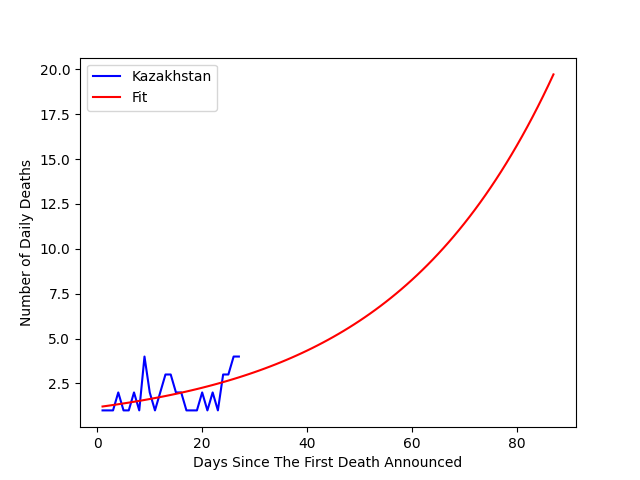 Kazakhstan
Fit
20.0
17.5
15.0
12.5
10.0
7.5
5.0
2.5
Number of Daily Deaths
0 20 40 60 80
Days Since The First Death Announced